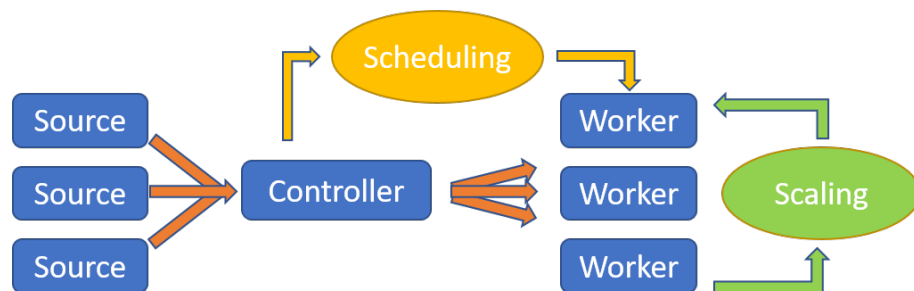 Scheduling
Source
Worker
Source
Controller
Worker
Scaling
Source
Worker